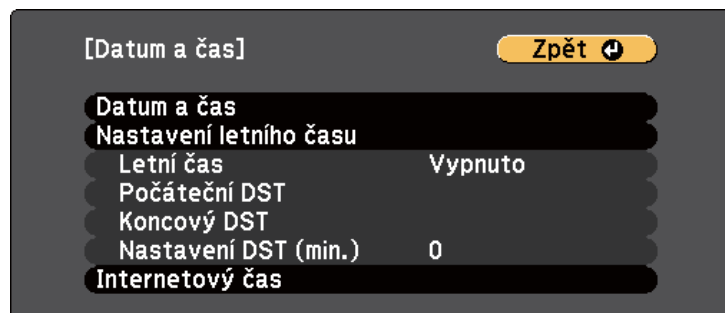 [Datum a čas] Zpět
Datum a čas
Nastavení letního času
Letní čas Vypnuto
Počáteční DST
Koncový DST
Nastavení DST (min.) 0
Internetový čas